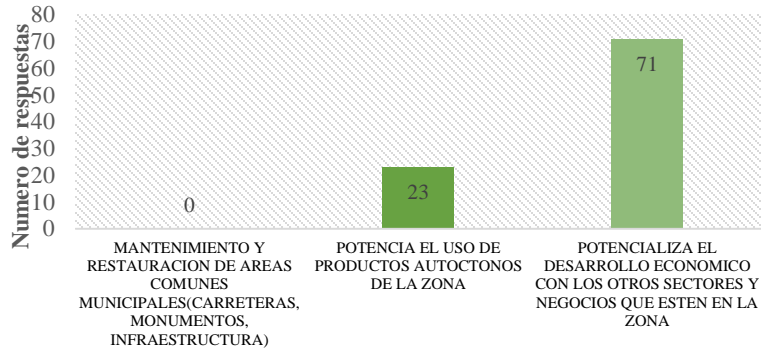 Numero de respuestas
80
70
60
50
40
30
20
10
0
0
23
71
MANTENIMIENTO Y
RESTAURACION DE AREAS
COMUNES
MUNICIPALES(CARRETERAS,
MONUMENTOS,
INFRAESTRUCTURA)
POTENCIA EL USO DE
PRODUCTOS AUTOCTONOS
DE LA ZONA
POTENCIALIZA EL
DESARROLLO ECONOMICO
CON LOS OTROS SECTORES Y
NEGOCIOS QUE ESTEN EN LA
ZONA